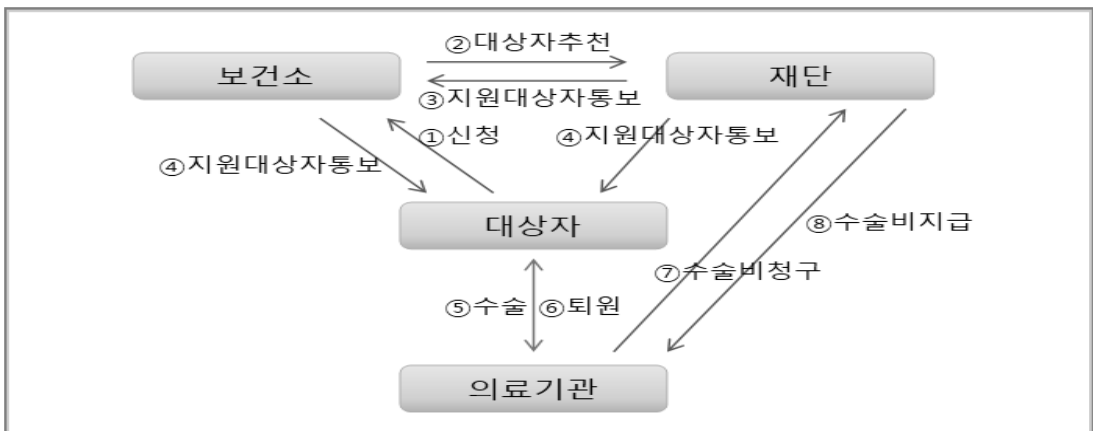 ②대상자추천
보건소
재단
③지원대상자통보
①신청
④지원대상자통보
④지원대상자통보
대상자
⑧수술비지급
⑦수술비청구
⑤수술
⑥퇴원
의료기관